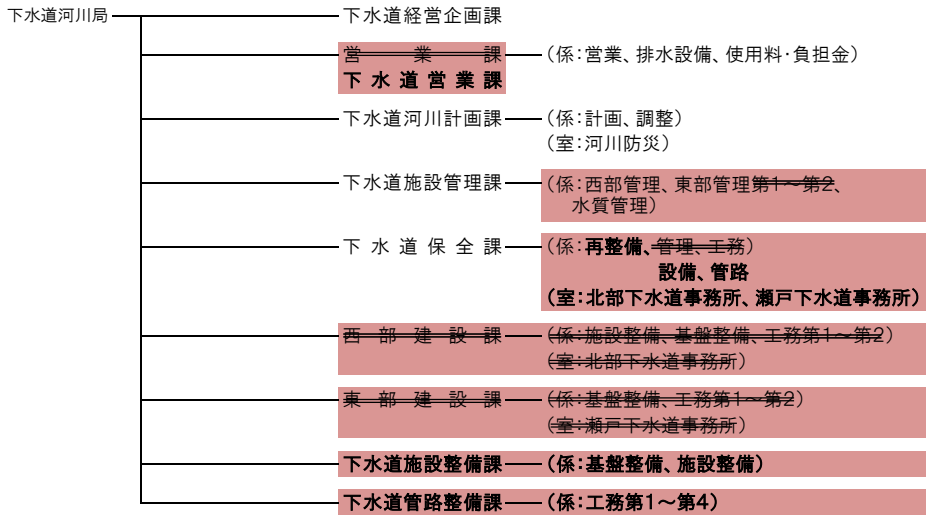 下水道河川局 下水道経営企画課
営業課 (係:営業、排水設備、使用料・負担金)
下水道営業課
下水道河川計画課 (係:計画、調整)
(室:河川防災)
下水道施設管理課 (係:西部管理、東部管理第1～第2、
水質管理)
下水道保全課 (係:再整備、管理、工務)
設備、管路
(室:北部下水道事務所、瀬戸下水道事務所)
西部建設課 (係:施設整備、基盤整備、工務第1～第2)
(室:北部下水道事務所)
東部建設課 (係:基盤整備、工務第1～第2)
(室:瀬戸下水道事務所)
下水道施設整備課 (係:基盤整備、施設整備)
下水道管路整備課 (係:工務第1～第4)